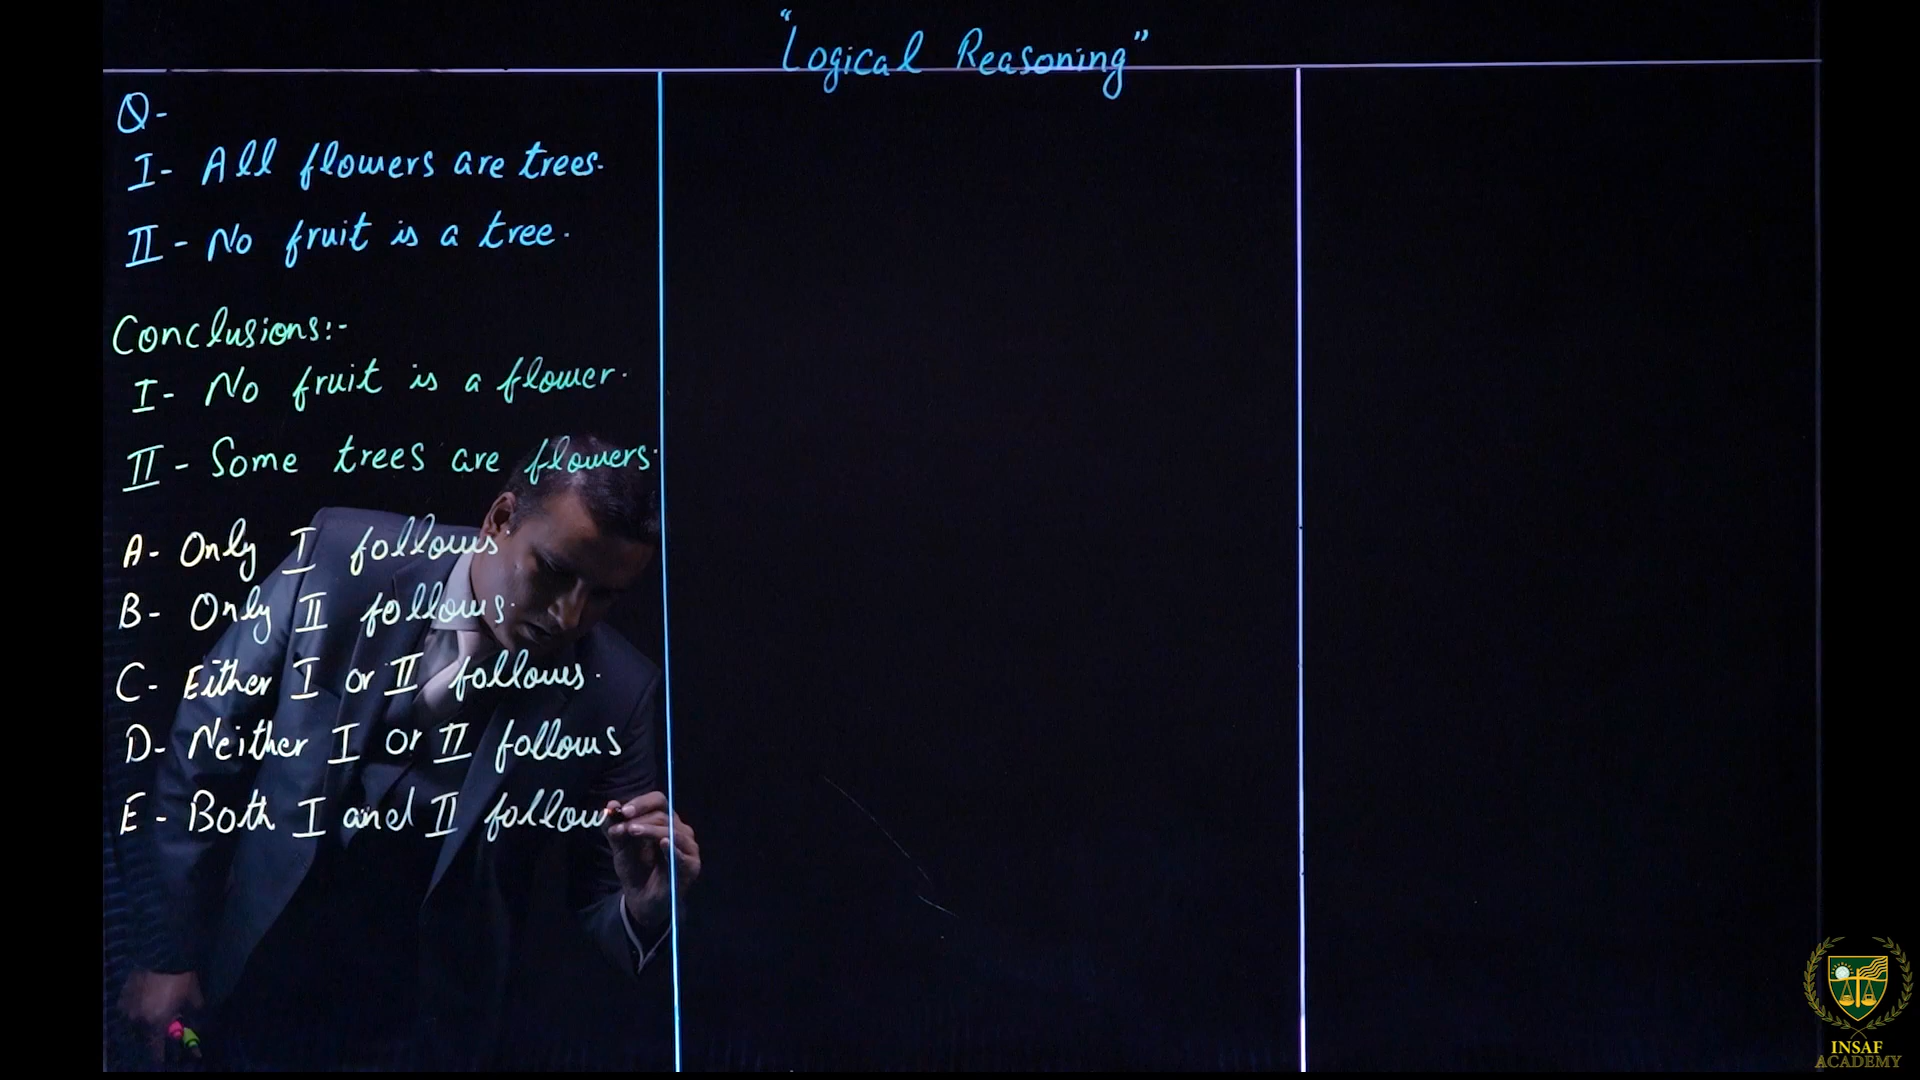 "Logical Reasoning"
Q-
I- All flowers are trees.
II- No fruit is a tree.
Conclusions:-
I- No fruit is a flower.
II- Some trees are flowers.
A- Only I follows.
B- Only II follows.
C- Either I or II follows.
D- Neither I or II follows
E- Both I and II follow
INSAF
ACADEMY